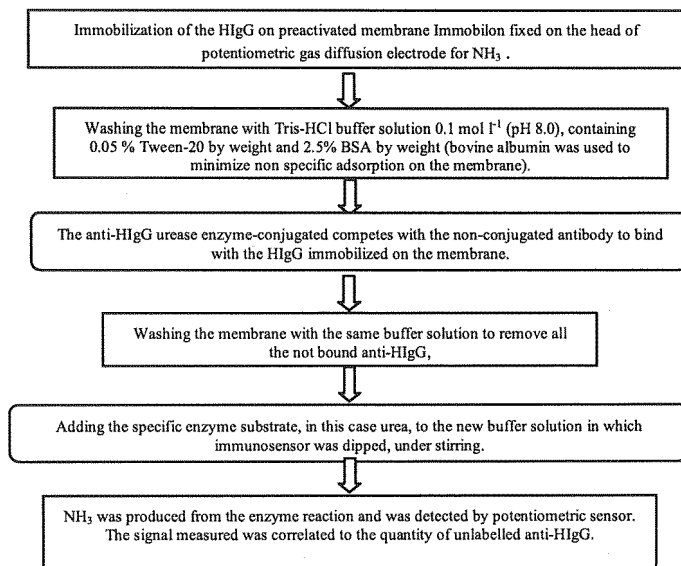 Immobilization of the HIgG on preactivated membrane Immobilon fixed on the head of
potentiometric gas diffusion electrode for NH₃ .
Washing the membrane with Tris-HCl buffer solution 0.1 mol l⁻¹ (pH 8.0), containing
0.05 % Tween-20 by weight and 2.5% BSA by weight (bovine albumin was used to
minimize non specific adsorption on the membrane).
The anti-HIgG urease enzyme-conjugated competes with the non-conjugated antibody to bind
with the HIgG immobilized on the membrane.
Washing the membrane with the same buffer solution to remove all
the not bound anti-HIgG,
Adding the specific enzyme substrate, in this case urea, to the new buffer solution in which
immunosensor was dipped, under stirring.
NH₃ was produced from the enzyme reaction and was detected by potentiometric sensor.
The signal measured was correlated to the quantity of unlabelled anti-HIgG.